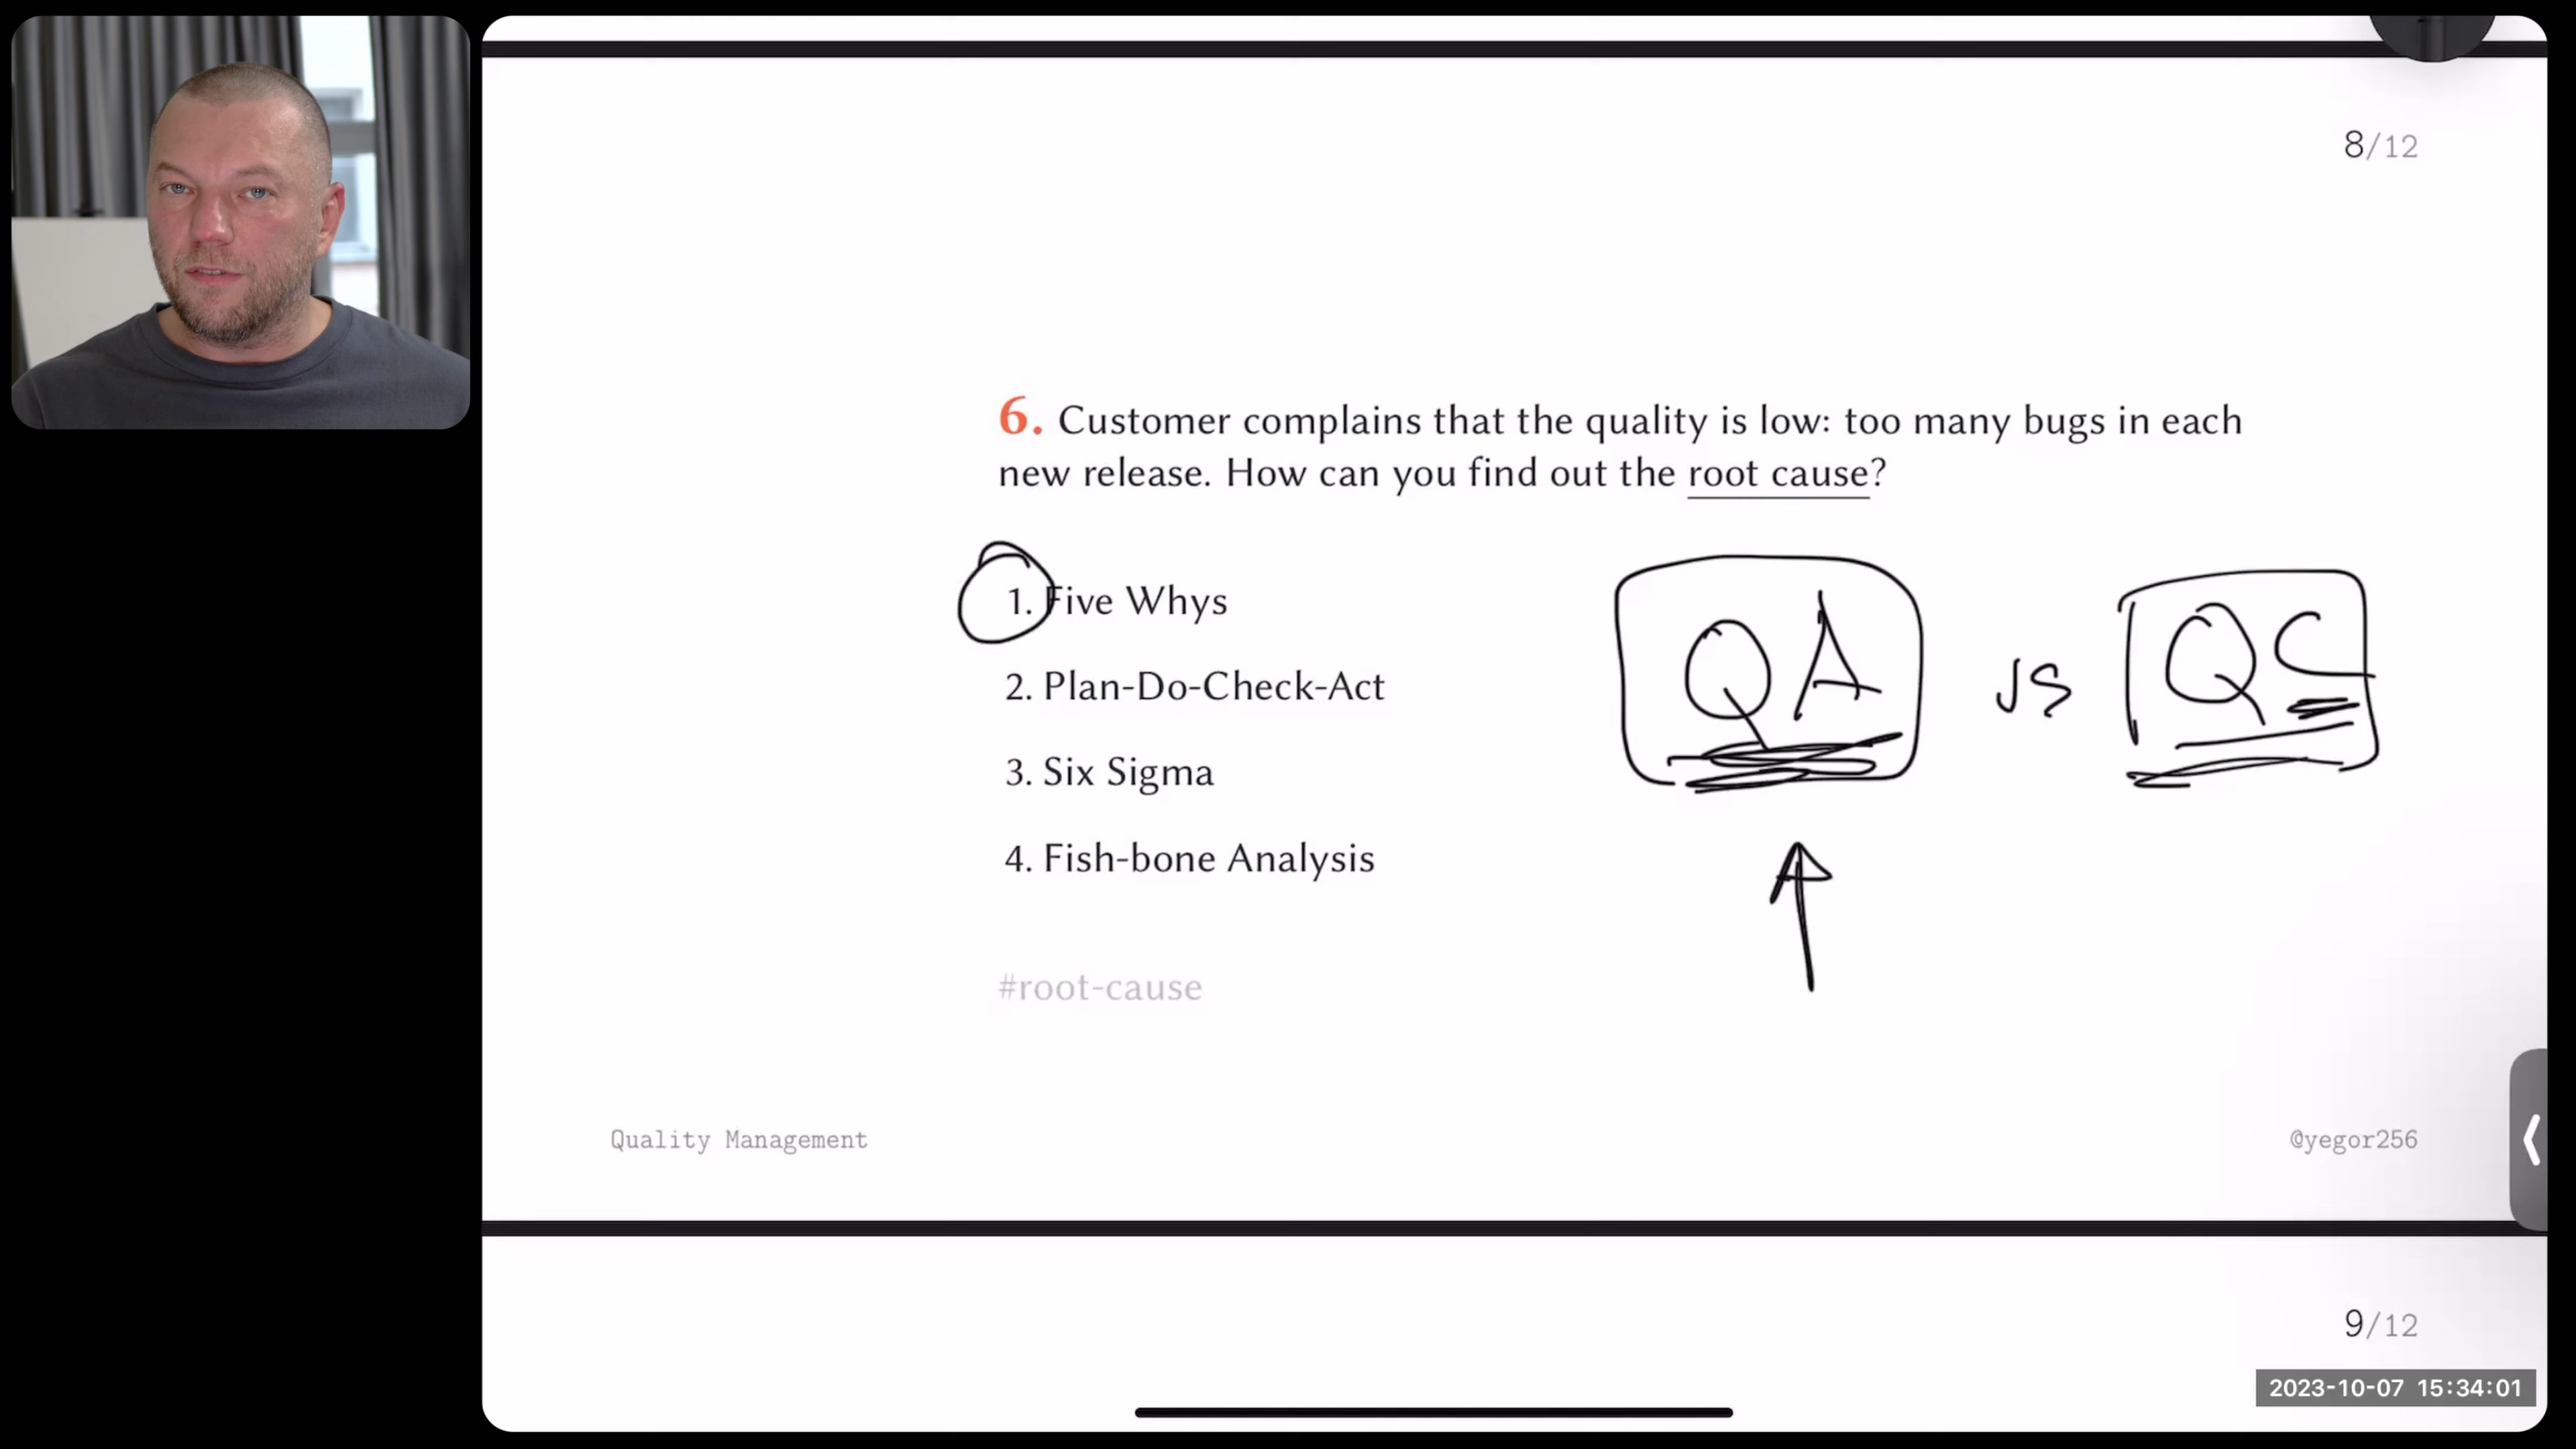 8/12
6. Customer complains that the quality is low: too many bugs in each
new release. How can you find out the root cause?
1. Five Whys
2. Plan-Do-Check-Act
3. Six Sigma
4. Fish-bone Analysis
QA vs QC
#root-cause
Quality Management
@yegor256
9/12
2023-10-07 15:34:01